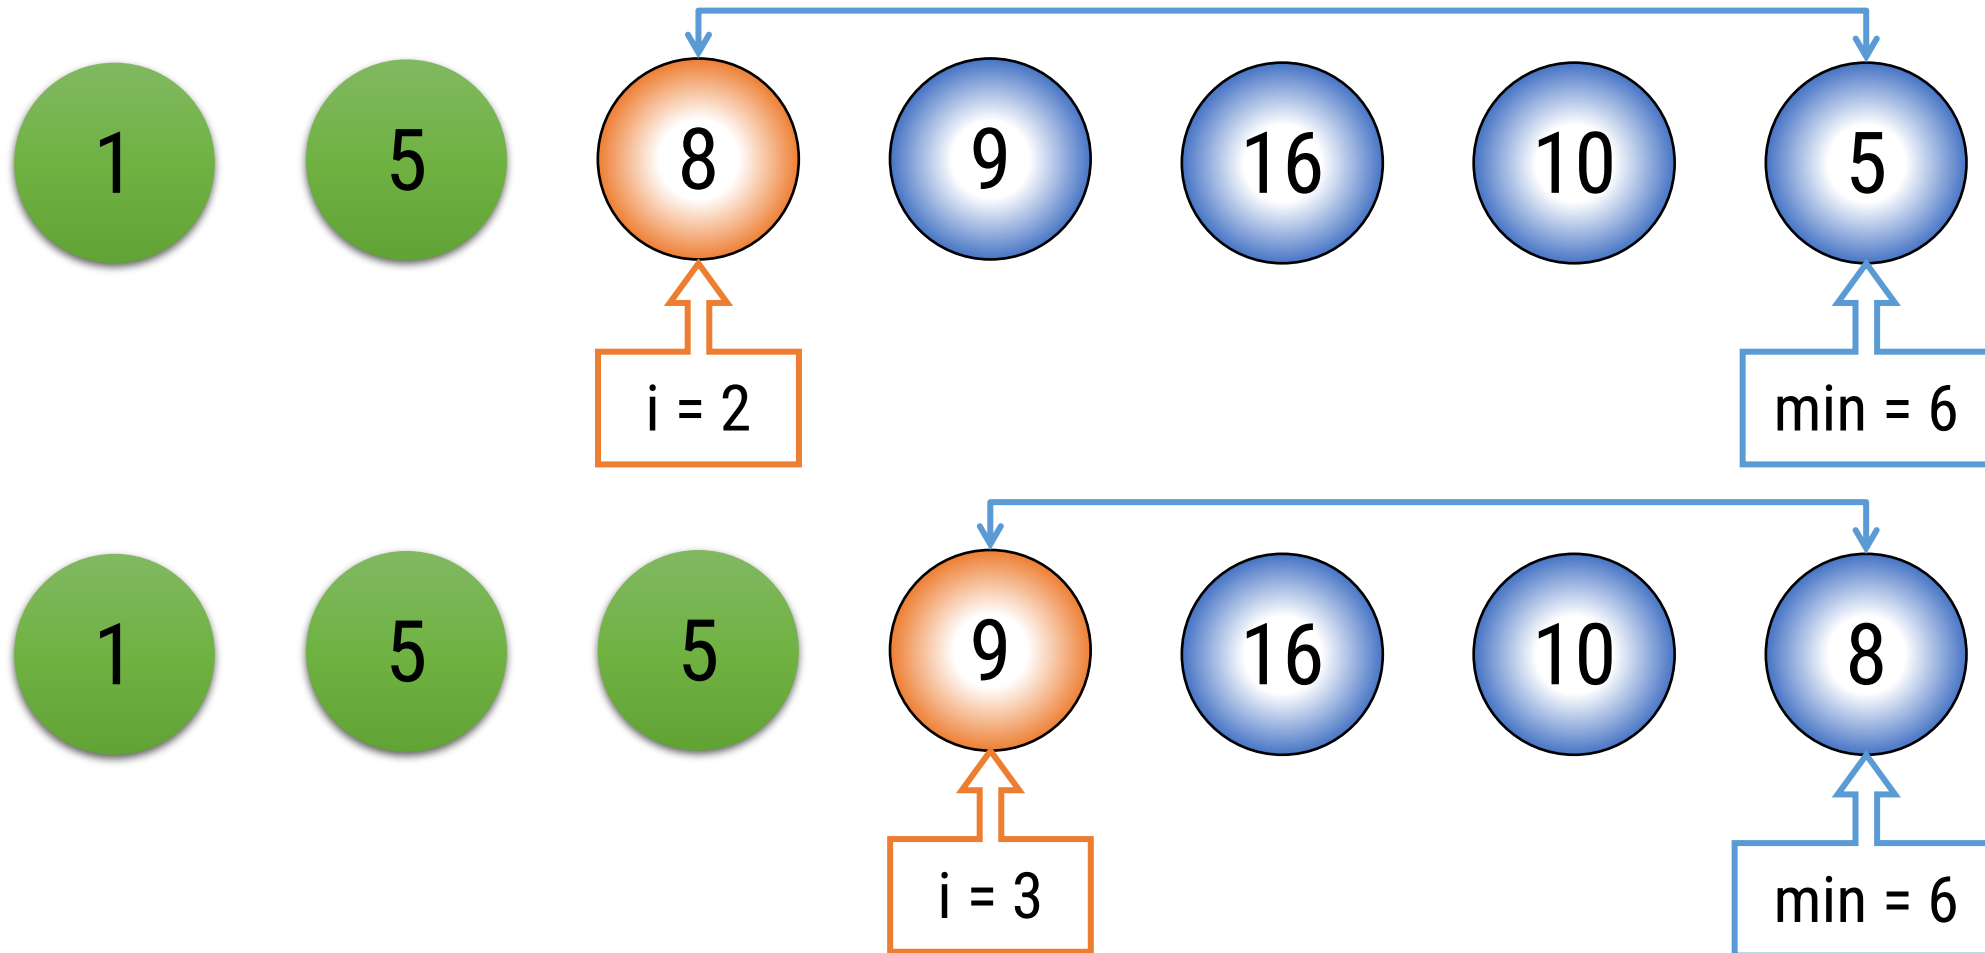 1 5 8 9 16 10 5
i = 2 min = 6
1 5 5 9 16 10 8
i = 3 min = 6